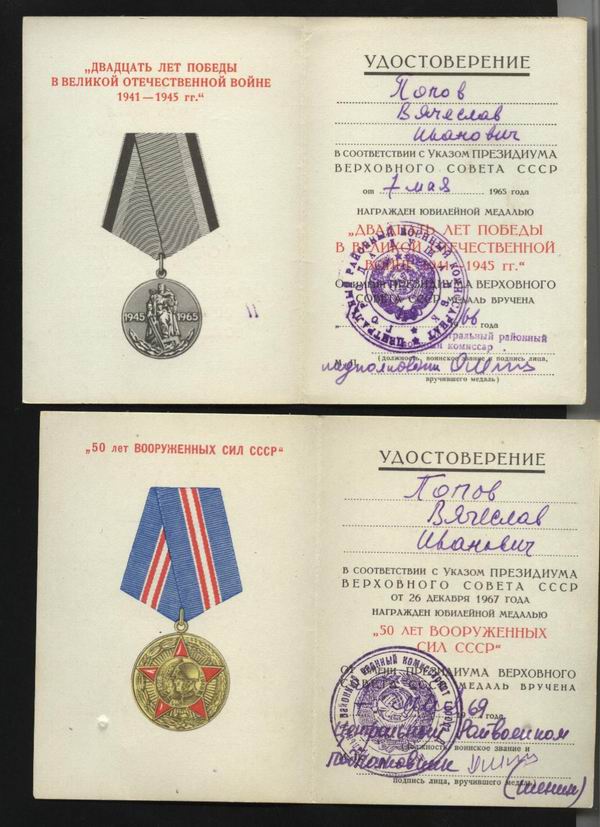 „ДВАДЦАТЬ ЛЕТ ПОБЕДЫ
В ВЕЛИКОЙ ОТЕЧЕСТВЕННОЙ ВОЙНЕ
1941—1945 гг."
1945 1965
УДОСТОВЕРЕНИЕ
Попов
Вячеслав
Иванович
В СООТВЕТСТВИИ С УКАЗОМ ПРЕЗИДИУМА
ВЕРХОВНОГО СОВЕТА СССР
от 7 мая 1965 года
НАГРАЖДЕН ЮБИЛЕЙНОЙ МЕДАЛЬЮ
„ДВАДЦАТЬ ЛЕТ ПОБЕДЫ
В ВЕЛИКОЙ ОТЕЧЕСТВЕННОЙ
ВОЙНЕ 1941—1945 гг."
ОТ ИМЕНИ ПРЕЗИДИУМА ВЕРХОВНОГО
СОВЕТА СССР МЕДАЛЬ ВРУЧЕНА
66 года
Центральный районный
комиссар
М. П. (должность, воинское звание и подпись лица,
подполковник
вручившего медаль)
„50 лет ВООРУЖЕННЫХ СИЛ СССР"
УДОСТОВЕРЕНИЕ
Попов
Вячеслав
Иванович
В СООТВЕТСТВИИ С УКАЗОМ ПРЕЗИДИУМА
ВЕРХОВНОГО СОВЕТА СССР
ОТ 26 ДЕКАБРЯ 1967 ГОДА
НАГРАЖДЕН ЮБИЛЕЙНОЙ МЕДАЛЬЮ
„50 ЛЕТ ВООРУЖЕННЫХ
СИЛ СССР"
ОТ ИМЕНИ ПРЕЗИДИУМА ВЕРХОВНОГО
СОВЕТА СССР МЕДАЛЬ ВРУЧЕНА
69 года
Центральный Райвоенком
(должность, воинское звание и
подполковник
подпись лица, вручившего медаль)
(Шенин)